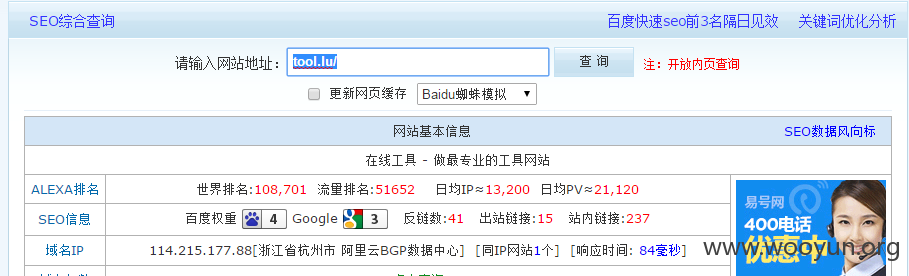 SEO综合查询 百度快速seo前3名隔日见效 关键词优化分析
请输入网站地址： tool.lu/ 查 询 注：开放内页查询
更新网页缓存 Baidu蜘蛛模拟
网站基本信息 SEO数据风向标
在线工具 - 做最专业的工具网站
ALEXA排名 世界排名:108,701 流量排名:51652 日均IP≈13,200 日均PV≈21,120
SEO信息 百度权重 4 Google 3 反链数:41 出站链接:15 站内链接:237
域名IP 114.215.177.88[浙江省杭州市 阿里云BGP数据中心] [同IP网站1个] [响应时间: 84毫秒]
易号网
400电话
优惠中
www.wooyun.org